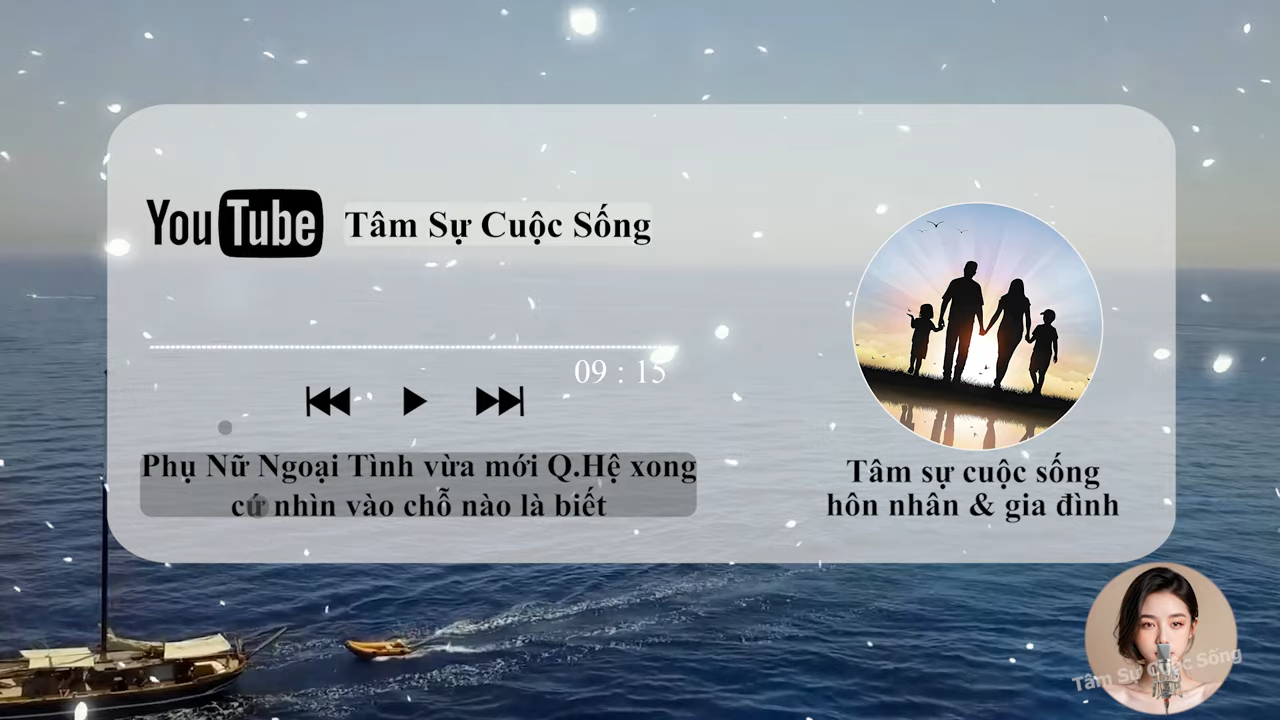 YouTube Tâm Sự Cuộc Sống
09 : 15
Phụ Nữ Ngoại Tình vừa mới Q.Hệ xong
cứ nhìn vào chỗ nào là biết
Tâm sự cuộc sống
hôn nhân & gia đình
Tâm Sự Cuộc Sống